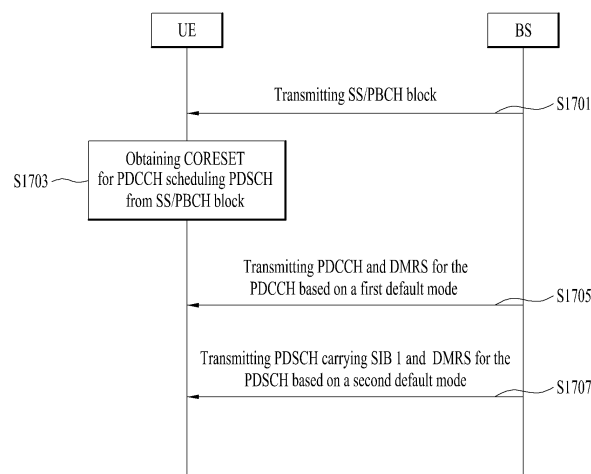 UE
BS
Transmitting SS/PBCH block
S1701
Obtaining CORESET
for PDCCH scheduling PDSCH
from SS/PBCH block
S1703
Transmitting PDCCH and DMRS for the
PDCCH based on a first default mode
S1705
Transmitting PDSCH carrying SIB 1 and DMRS for the
PDSCH based on a second default mode
S1707